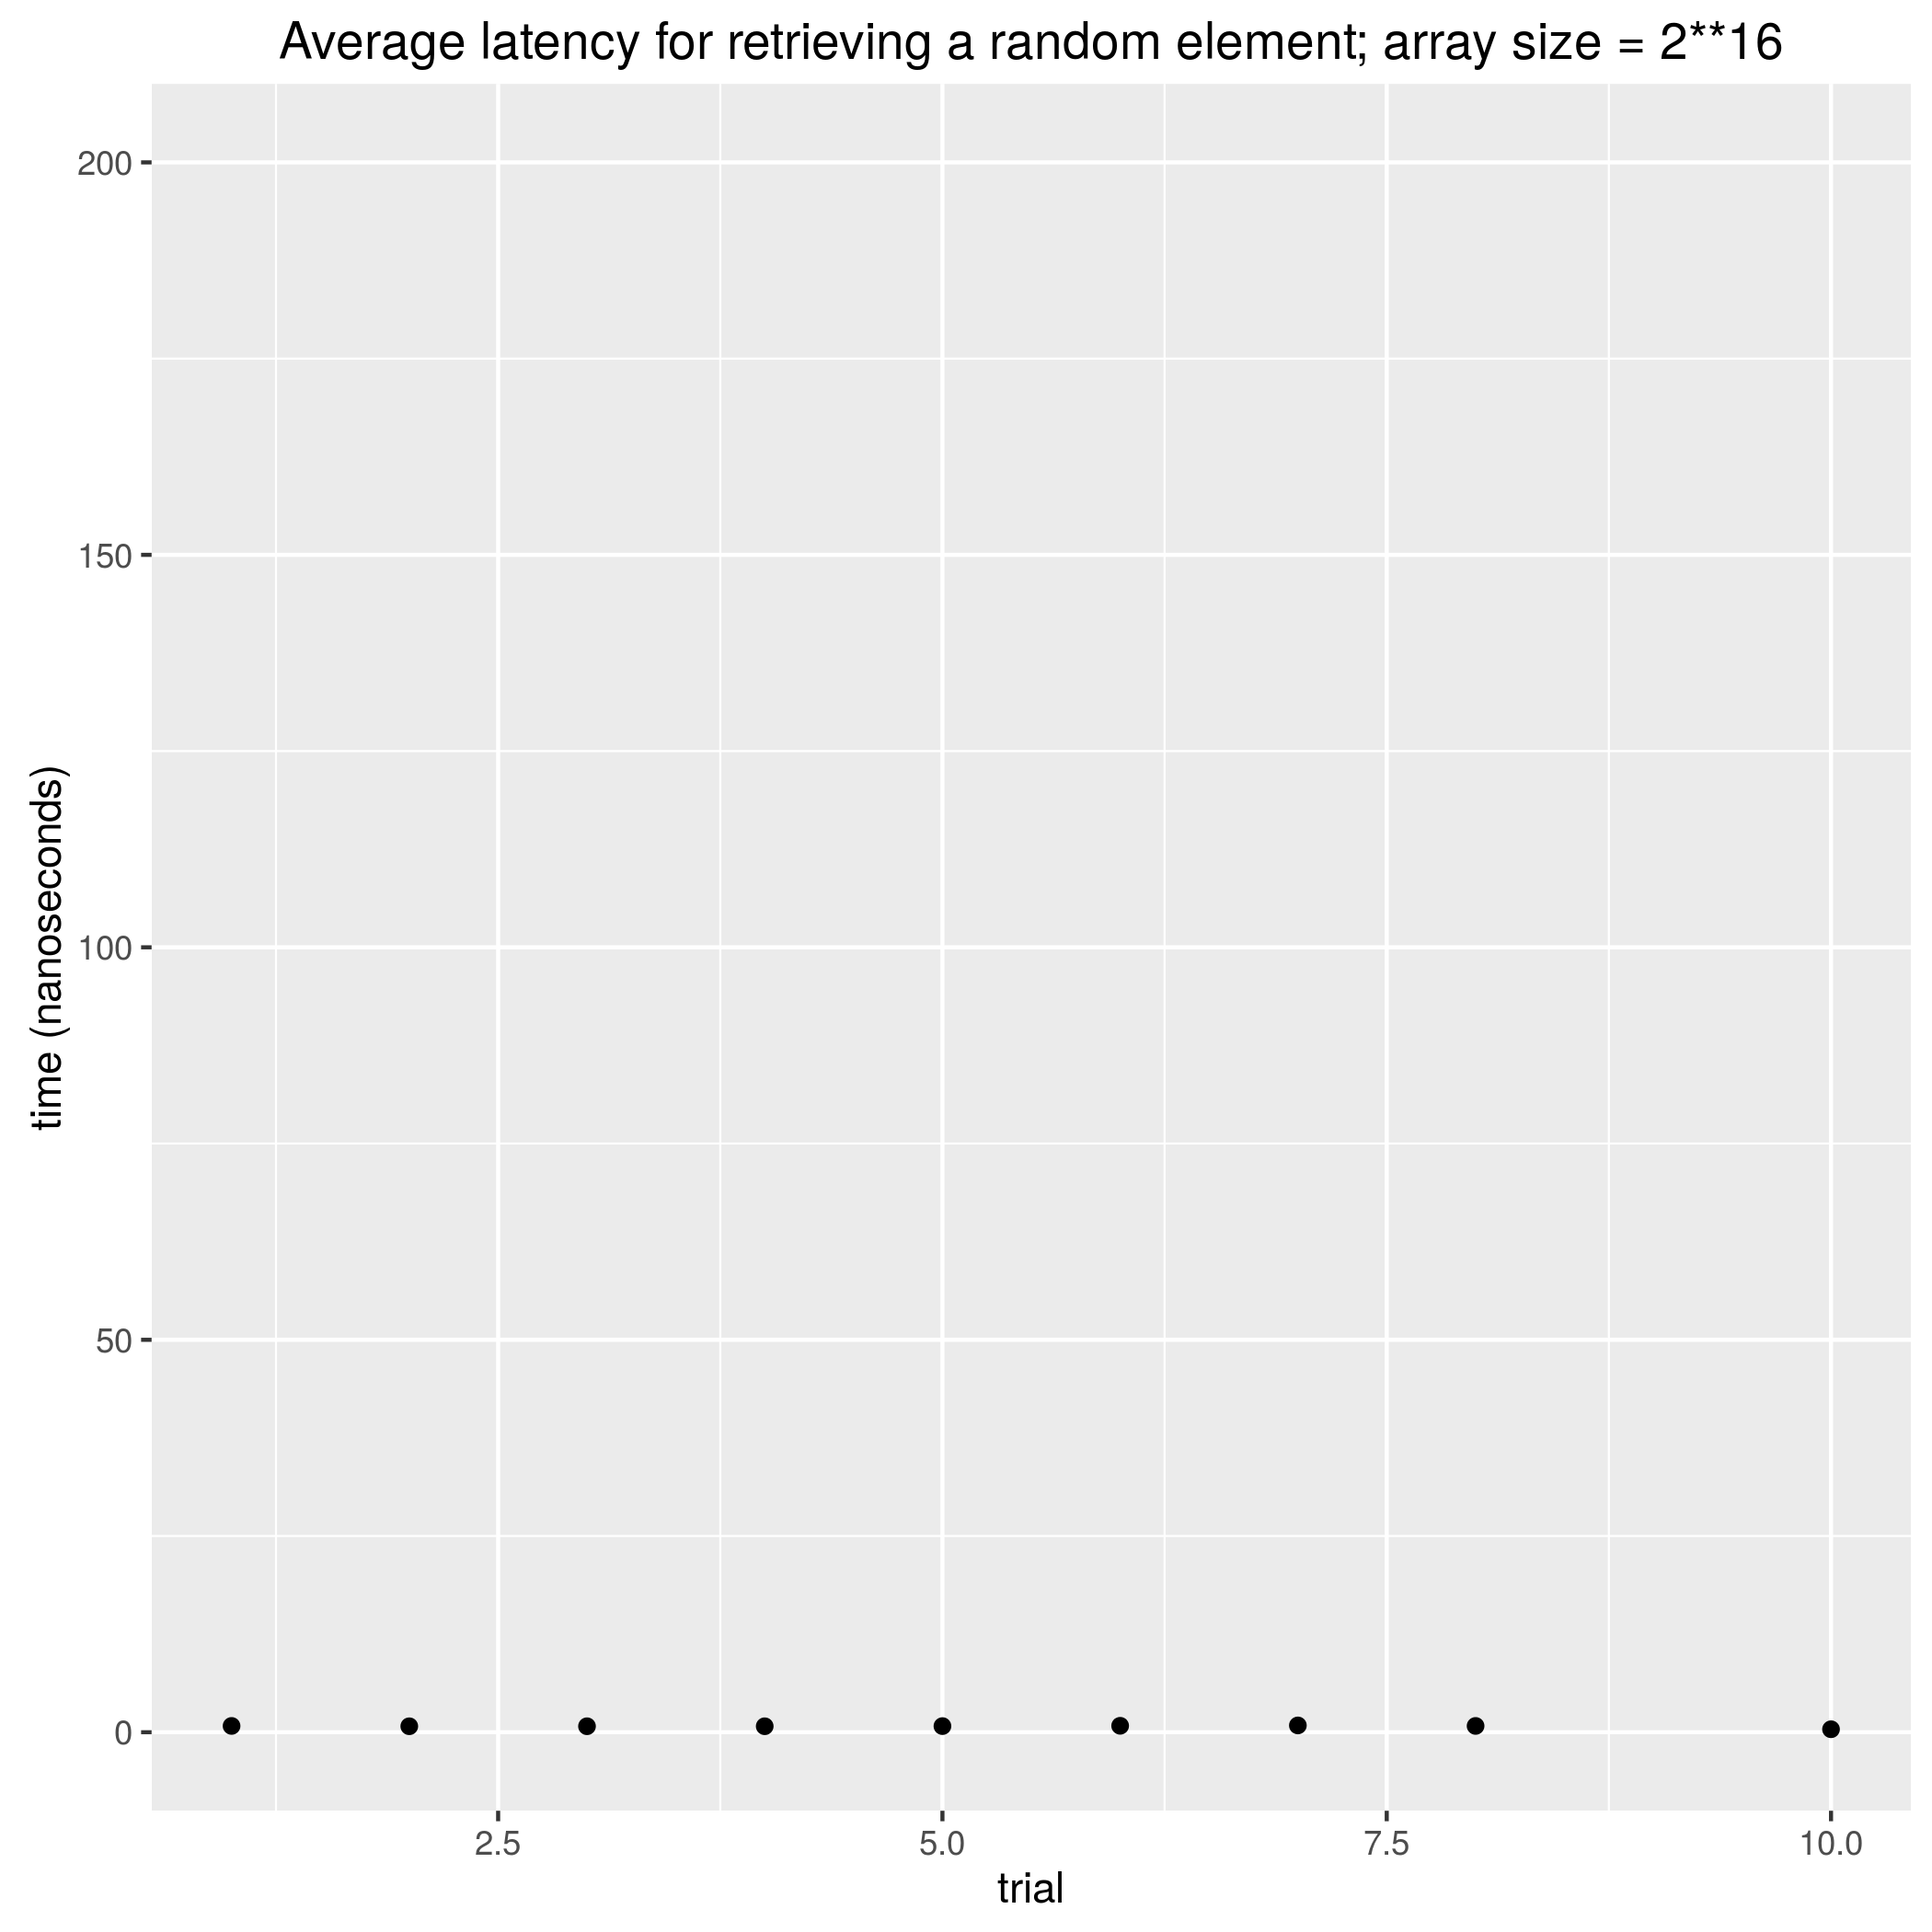 Average latency for retrieving a random element; array size = 2**16
200
150
100
50
0
time (nanoseconds)
2.5 5.0 7.5 10.0
trial